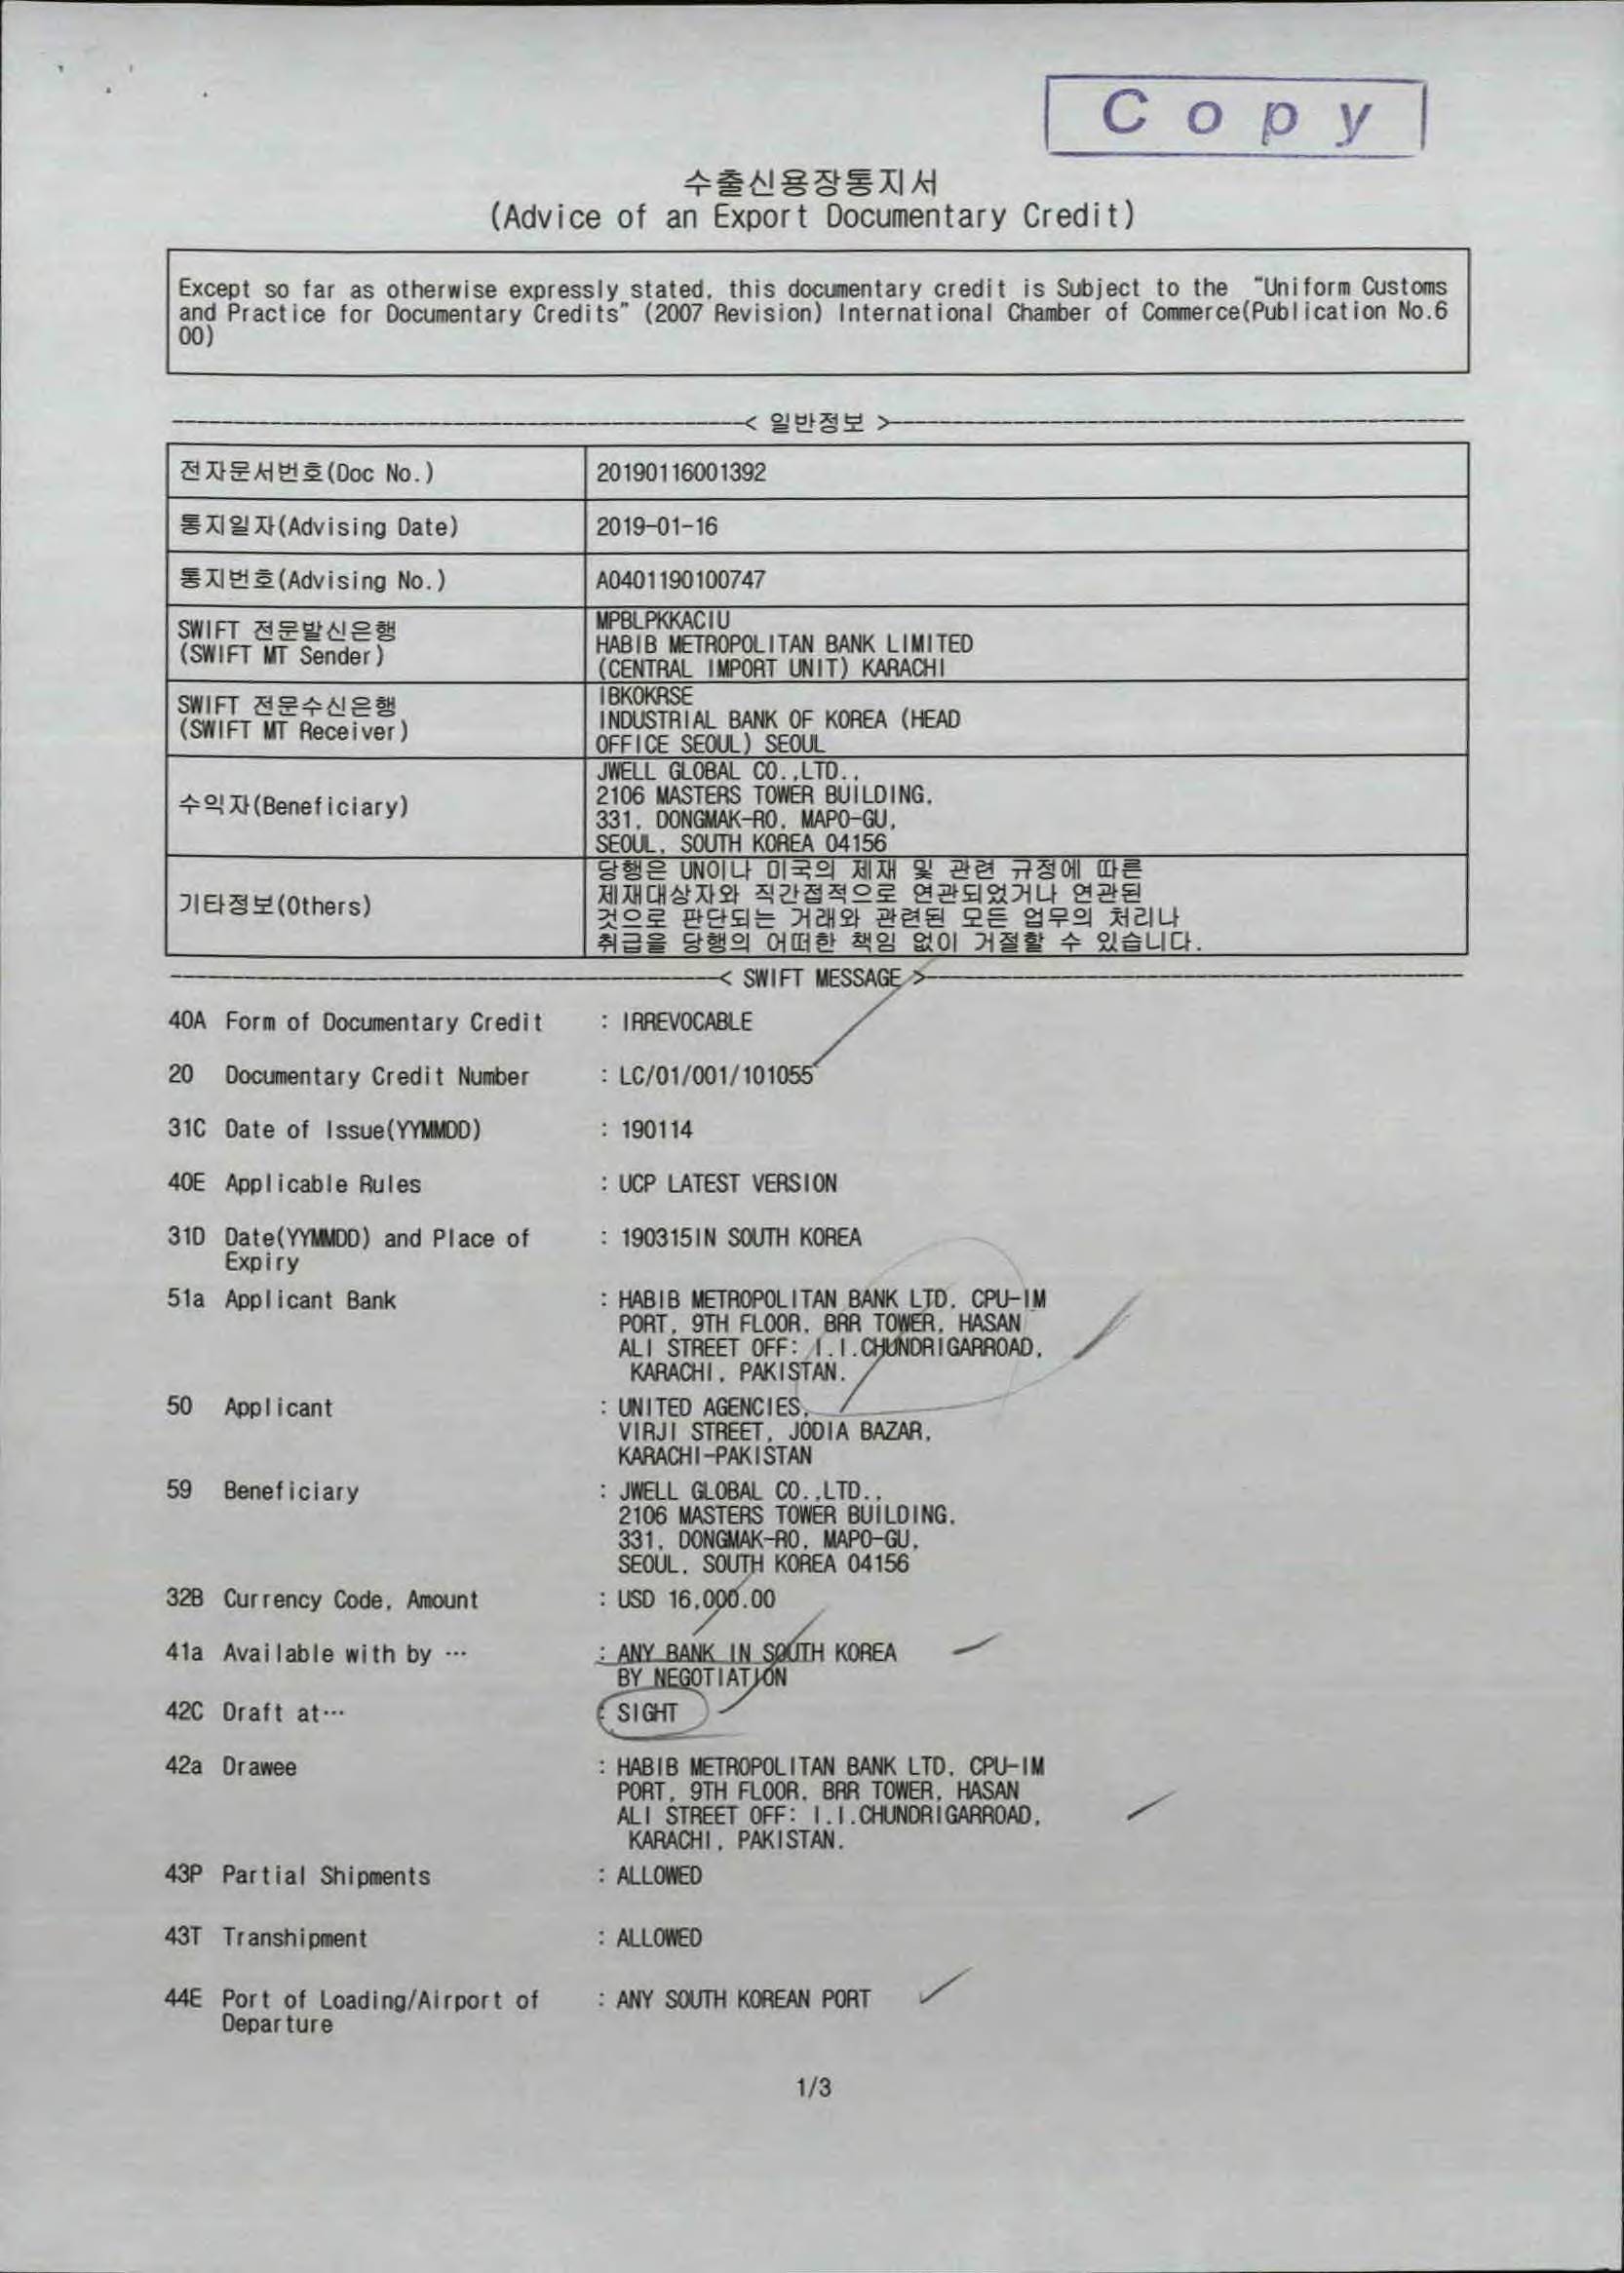 Copy
수출신용장통지서
(Advice of an Export Documentary Credit)
Except so far as otherwise expressly stated, this documentary credit is Subject to the "Uniform Customs
and Practice for Documentary Credits" (2007 Revision) International Chamber of Commerce(Publication No.6
00)
< 일반정보 >
전자문서번호(Doc No.) 20190116001392
통지일자(Advising Date) 2019-01-16
통지번호(Advising No.) A0401190100747
SWIFT 전문발신은행 MPBLPKKACIU
(SWIFT MT Sender) HABIB METROPOLITAN BANK LIMITED
(CENTRAL IMPORT UNIT) KARACHI
SWIFT 전문수신은행 IBKOKRSE
(SWIFT MT Receiver) INDUSTRIAL BANK OF KOREA (HEAD
OFFICE SEOUL) SEOUL
수익자(Beneficiary) JWELL GLOBAL CO.,LTD.,
2106 MASTERS TOWER BUILDING,
331, DONGMAK-RO, MAPO-GU,
SEOUL, SOUTH KOREA 04156
기타정보(Others) 당행은 UN이나 미국의 제재 및 관련 규정에 따른
제재대상자와 직간접적으로 연관되었거나 연관된
것으로 판단되는 거래와 관련된 모든 업무의 처리나
취급을 당행의 어떠한 책임 없이 거절할 수 있습니다.
< SWIFT MESSAGE >
40A Form of Documentary Credit : IRREVOCABLE
20 Documentary Credit Number : LC/01/001/101055
31C Date of Issue(YYMMDD) : 190114
40E Applicable Rules : UCP LATEST VERSION
31D Date(YYMMDD) and Place of : 190315IN SOUTH KOREA
Expiry
51a Applicant Bank : HABIB METROPOLITAN BANK LTD, CPU-IM
PORT, 9TH FLOOR, BRR TOWER, HASAN
ALI STREET OFF: I.I.CHUNDRIGARROAD,
KARACHI, PAKISTAN.
50 Applicant : UNITED AGENCIES,
VIRJI STREET, JODIA BAZAR,
KARACHI-PAKISTAN
59 Beneficiary : JWELL GLOBAL CO.,LTD.,
2106 MASTERS TOWER BUILDING,
331, DONGMAK-RO, MAPO-GU,
SEOUL, SOUTH KOREA 04156
32B Currency Code, Amount : USD 16,000.00
41a Available with by ··· : ANY BANK IN SOUTH KOREA
BY NEGOTIATION
42C Draft at··· : SIGHT
42a Drawee : HABIB METROPOLITAN BANK LTD, CPU-IM
PORT, 9TH FLOOR, BRR TOWER, HASAN
ALI STREET OFF: I.I.CHUNDRIGARROAD,
KARACHI, PAKISTAN.
43P Partial Shipments : ALLOWED
43T Transhipment : ALLOWED
44E Port of Loading/Airport of : ANY SOUTH KOREAN PORT
Departure
1/3